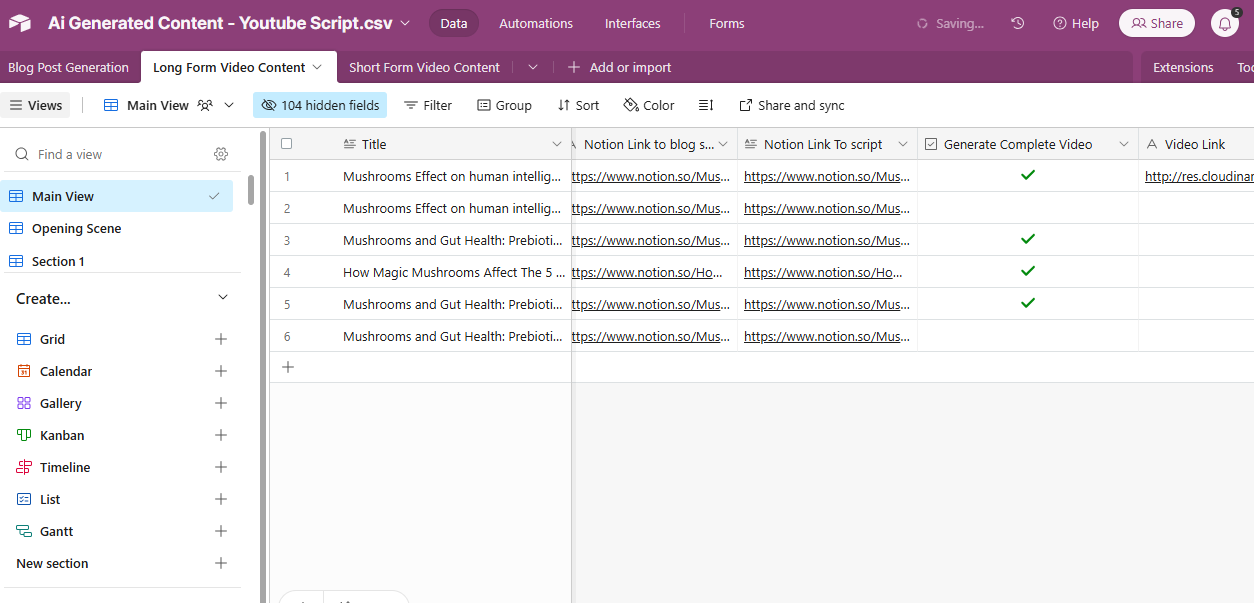 Ai Generated Content - Youtube Script.csv Data Automations Interfaces Forms Saving... Help Share 5
Blog Post Generation Long Form Video Content Short Form Video Content Add or import Extensions Too
Views Main View 104 hidden fields Filter Group Sort Color Share and sync
Find a view
Main View
Opening Scene
Section 1
Create...
Grid
Calendar
Gallery
Kanban
Timeline
List
Gantt
New section
Title Notion Link to blog s... Notion Link To script Generate Complete Video Video Link
1 Mushrooms Effect on human intellig... ttps://www.notion.so/Mus... https://www.notion.so/Mus... http://res.cloudinar
2 Mushrooms Effect on human intellig... ttps://www.notion.so/Mus... https://www.notion.so/Mus...
3 Mushrooms and Gut Health: Prebioti... ttps://www.notion.so/Mus... https://www.notion.so/Mus...
4 How Magic Mushrooms Affect The 5 ... ttps://www.notion.so/Ho... https://www.notion.so/Ho...
5 Mushrooms and Gut Health: Prebioti... ttps://www.notion.so/Mus... https://www.notion.so/Mus...
6 Mushrooms and Gut Health: Prebioti... ttps://www.notion.so/Mus... https://www.notion.so/Mus...